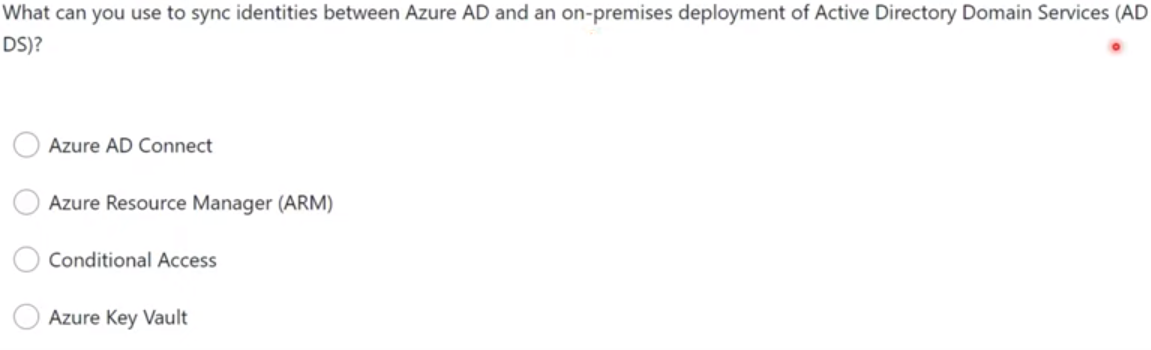 What can you use to sync identities between Azure AD and an on-premises deployment of Active Directory Domain Services (AD
DS)?
Azure AD Connect
Azure Resource Manager (ARM)
Conditional Access
Azure Key Vault